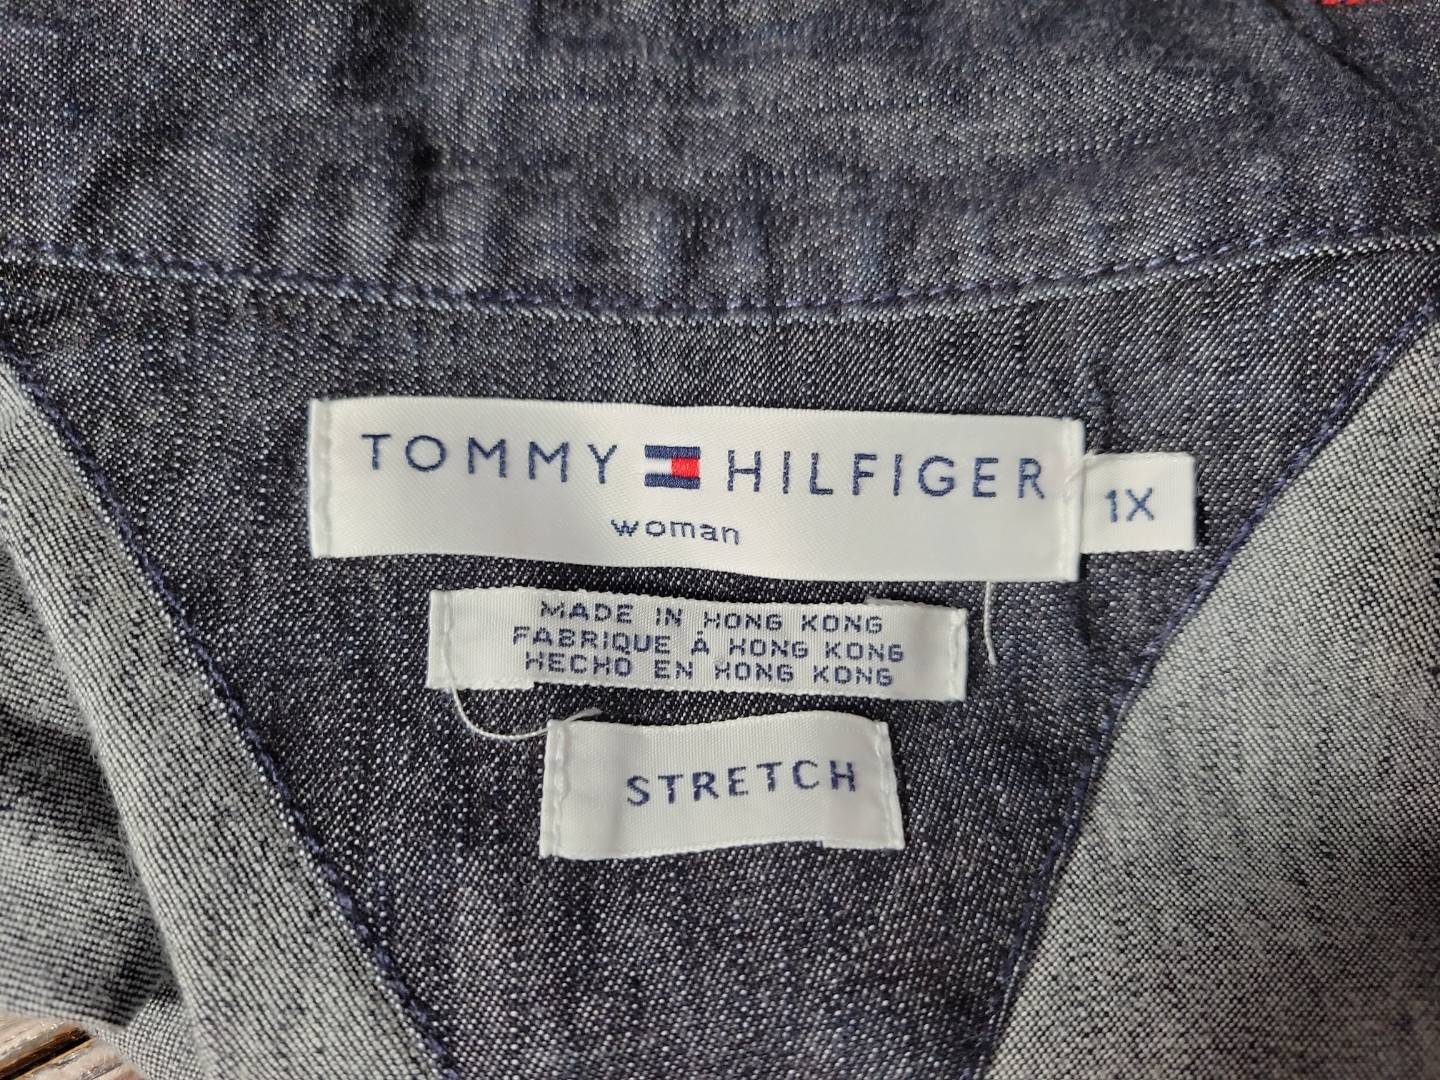 TOMMY HILFIGER
woman
1X
MADE IN HONG KONG
FABRIQUE À HONG KONG
HECHO EN HONG KONG
STRETCH